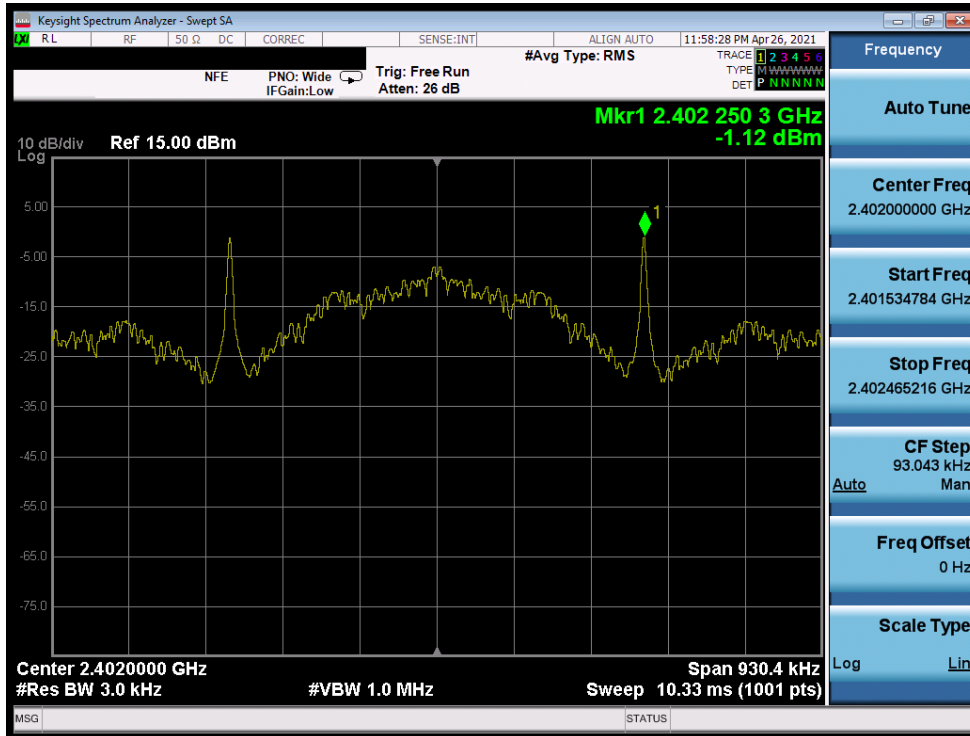 Keysight Spectrum Analyzer - Swept SA
LXI RL RF 50 Ω DC CORREC SENSE:INT ALIGN AUTO 11:58:28 PM Apr 26, 2021
NFE PNO: Wide Trig: Free Run #Avg Type: RMS TRACE 1 2 3 4 5 6
IFGain:Low Atten: 26 dB TYPE M WWWWW
DET P N N N N N
Mkr1 2.402 250 3 GHz
-1.12 dBm
10 dB/div Ref 15.00 dBm
Log
5.00
-5.00
-15.0
-25.0
-35.0
-45.0
-55.0
-65.0
-75.0
1
Center 2.4020000 GHz Span 930.4 kHz
#Res BW 3.0 kHz #VBW 1.0 MHz Sweep 10.33 ms (1001 pts)
MSG STATUS
Frequency
Auto Tune
Center Freq
2.402000000 GHz
Start Freq
2.401534784 GHz
Stop Freq
2.402465216 GHz
CF Step
93.043 kHz
Auto Man
Freq Offset
0 Hz
Scale Type
Log Lin